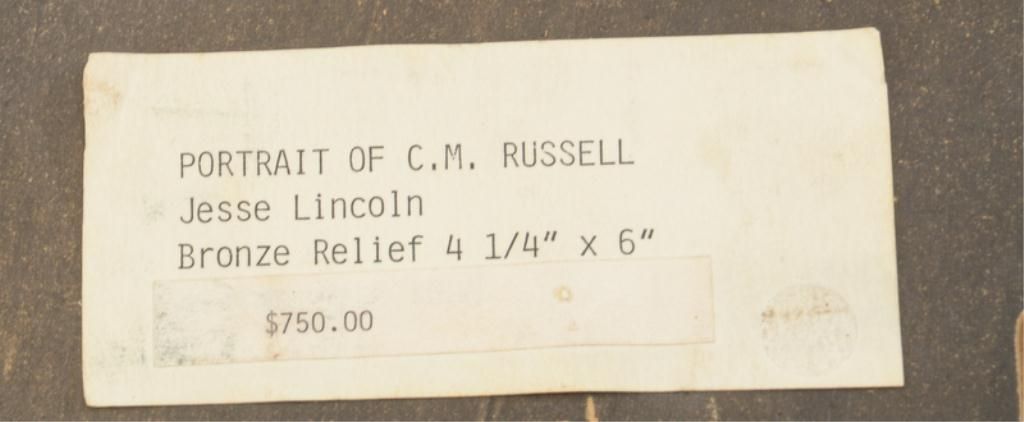 PORTRAIT OF C.M. RUSSELL
Jesse Lincoln
Bronze Relief 4 1/4" x 6"
$750.00